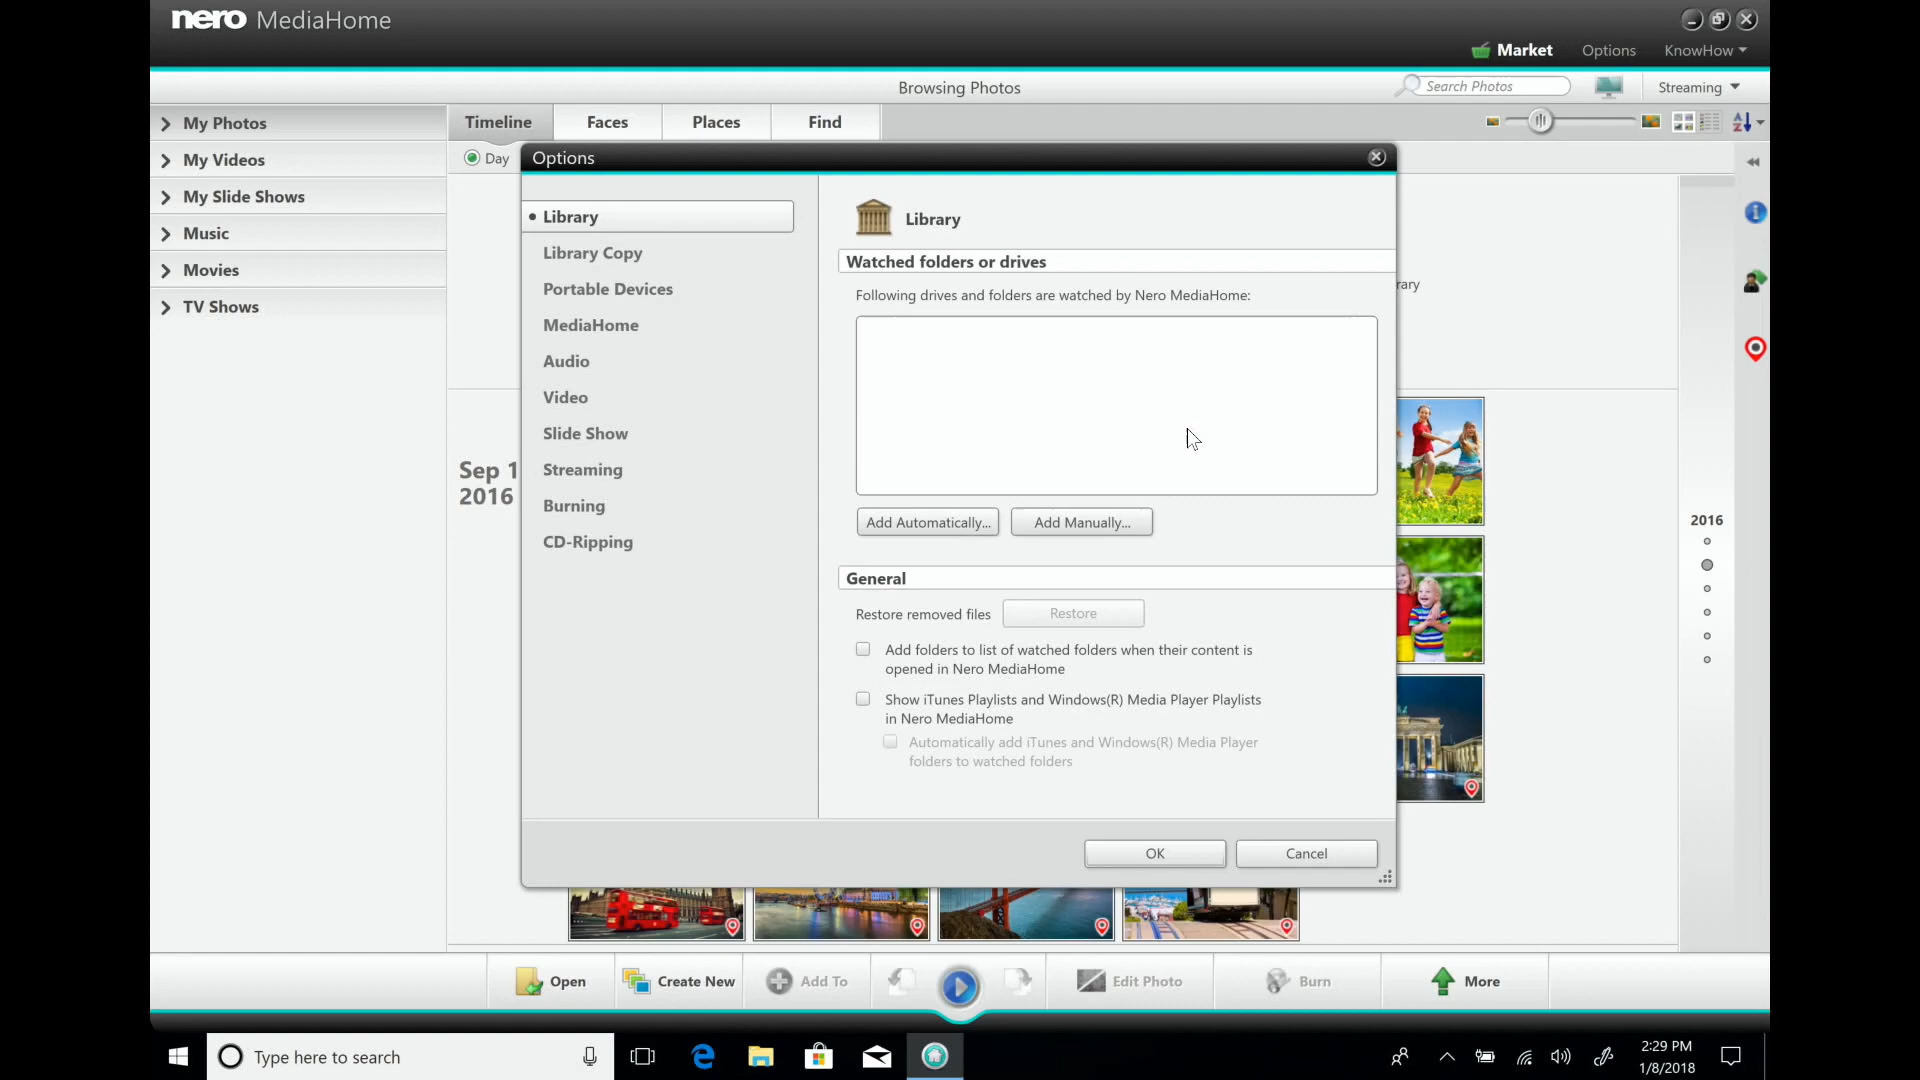 nero MediaHome
Market
Options
KnowHow
Browsing Photos
Search Photos
Streaming
My Photos
My Videos
My Slide Shows
Music
Movies
TV Shows
Timeline
Faces
Places
Find
Day
Options
Library
Library Copy
Portable Devices
MediaHome
Audio
Video
Slide Show
Streaming
Burning
CD-Ripping
Library
Watched folders or drives
Following drives and folders are watched by Nero MediaHome:
Add Automatically...
Add Manually...
General
Restore removed files
Restore
Add folders to list of watched folders when their content is
opened in Nero MediaHome
Show iTunes Playlists and Windows(R) Media Player Playlists
in Nero MediaHome
Automatically add iTunes and Windows(R) Media Player
folders to watched folders
OK
Cancel
rary
Sep 1
2016
2016
Open
Create New
Add To
Edit Photo
Burn
More
Type here to search
2:29 PM
1/8/2018